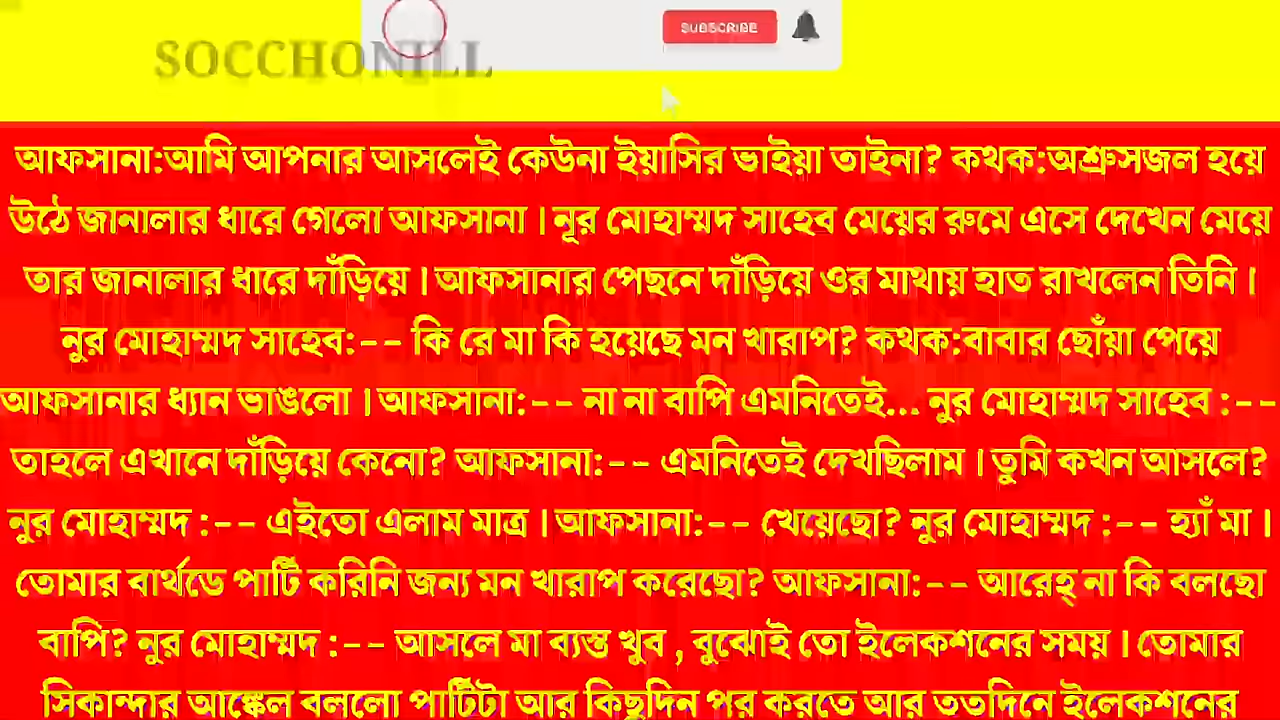 SUBSCRIBE
SOCCHONILL
আফসানা:আমি আপনার আসলেই কেউনা ইয়াসির ভাইয়া তাইনা? কথক:অশ্রুসজল হয়ে
উঠে জানালার ধারে গেলো আফসানা । নূর মোহাম্মদ সাহেব মেয়ের রুমে এসে দেখেন মেয়ে
তার জানালার ধারে দাঁড়িয়ে । আফসানার পেছনে দাঁড়িয়ে ওর মাথায় হাত রাখলেন তিনি ।
নুর মোহাম্মদ সাহেব:-- কি রে মা কি হয়েছে মন খারাপ? কথক:বাবার ছোঁয়া পেয়ে
আফসানার ধ্যান ভাঙলো । আফসানা:-- না না বাপি এমনিতেই... নুর মোহাম্মদ সাহেব :--
তাহলে এখানে দাঁড়িয়ে কেনো? আফসানা:-- এমনিতেই দেখছিলাম । তুমি কখন আসলে?
নুর মোহাম্মদ :-- এইতো এলাম মাত্র । আফসানা:-- খেয়েছো? নুর মোহাম্মদ :-- হ্যাঁ মা ।
তোমার বার্থডে পার্টি করিনি জন্য মন খারাপ করেছো? আফসানা:-- আরেহ্ না কি বলছো
বাপি? নুর মোহাম্মদ :-- আসলে মা ব্যস্ত খুব , বুঝোই তো ইলেকশনের সময় । তোমার
সিকান্দার আঙ্কেল বললো পার্টিটা আর কিছুদিন পর করতে আর ততদিনে ইলেকশনের